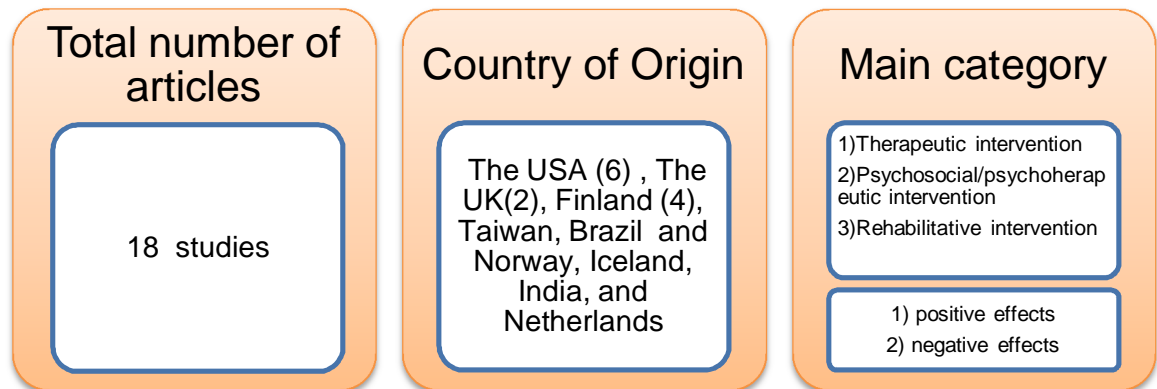 Total number of
articles
18 studies
Country of Origin
The USA (6) , The
UK(2), Finland (4),
Taiwan, Brazil and
Norway, Iceland,
India, and
Netherlands
Main category
1)Therapeutic intervention
2)Psychosocial/psychoherap
eutic intervention
3)Rehabilitative intervention
1) positive effects
2) negative effects